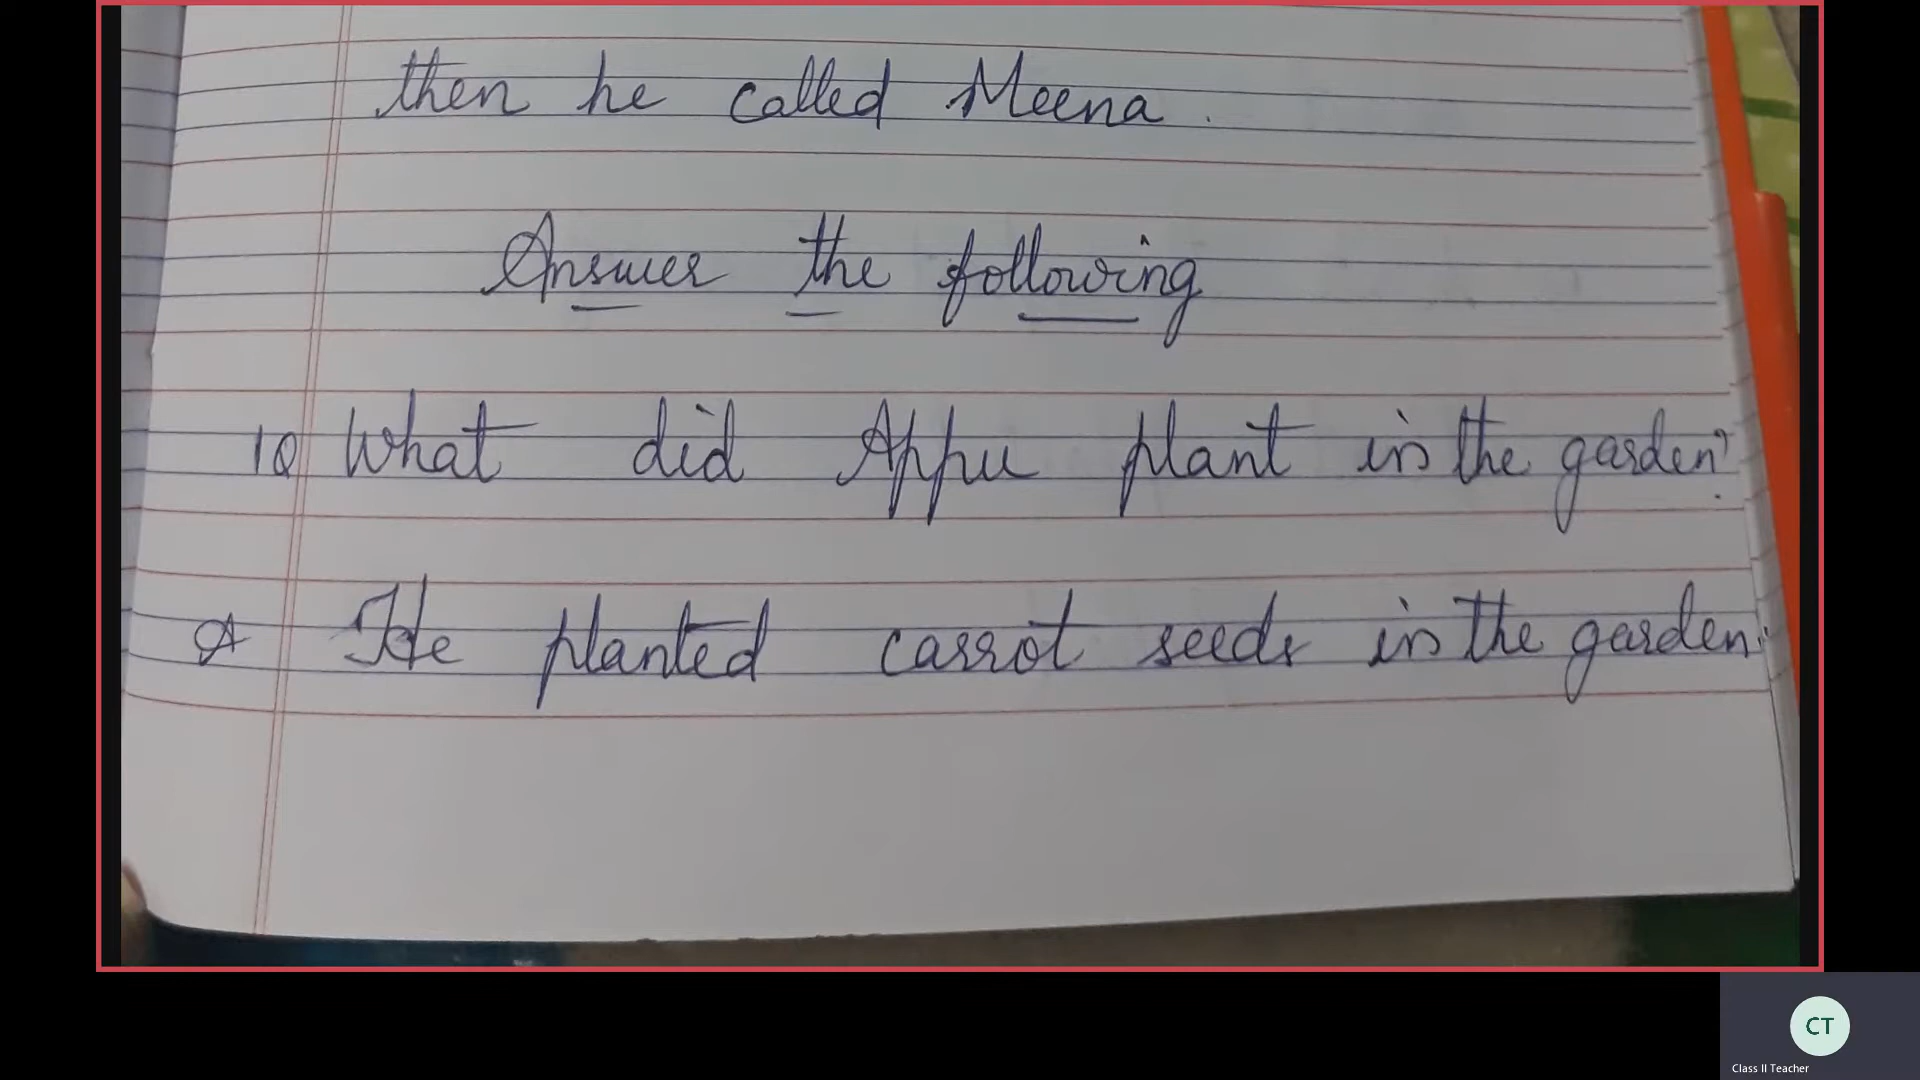 then he called Meena.
Answer the following
1Q What did Appu plant in the garden?
A He planted carrot seeds in the garden.
CT
Class II Teacher